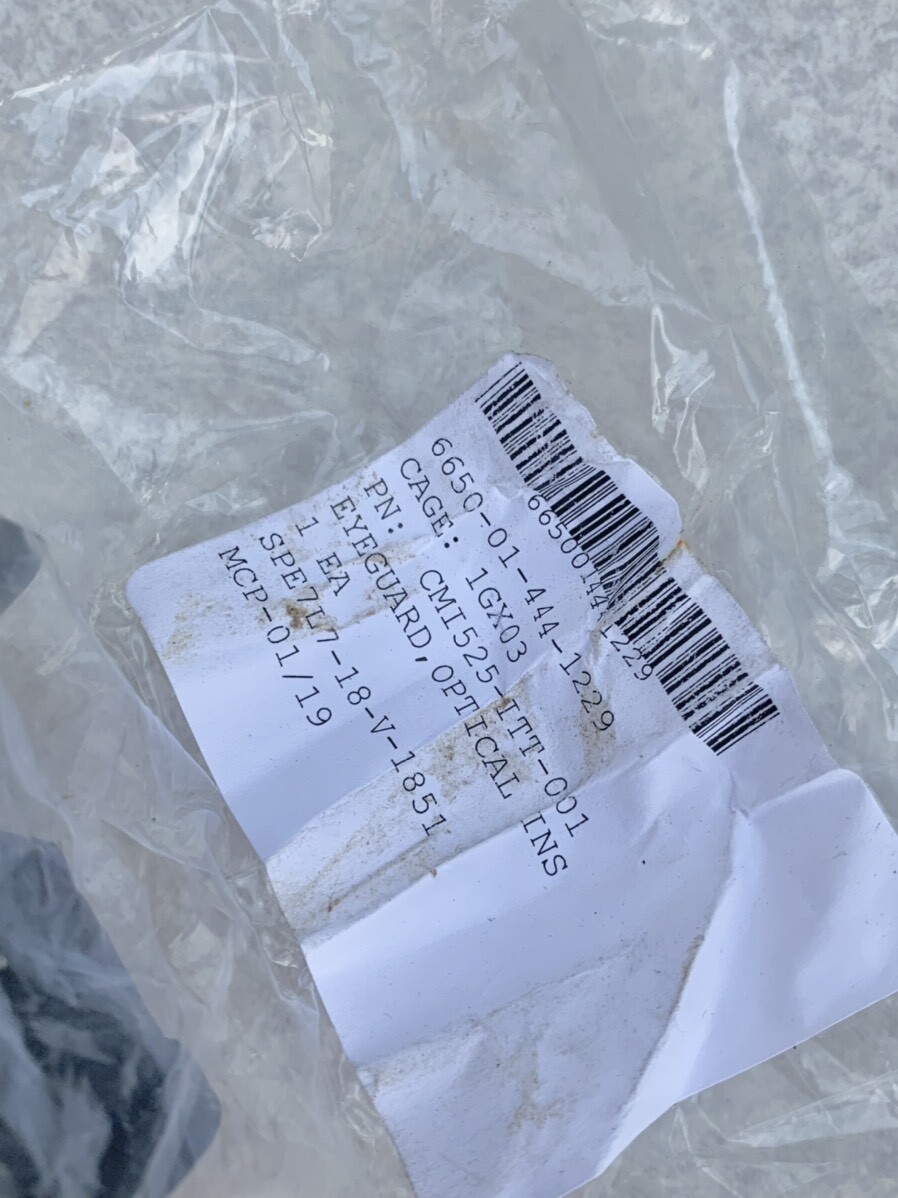 6650014441229
6650-01-444-1229
CAGE: 1GX03
PN: CMI525-ITT-001
EYEGUARD,OPTICAL INS
1 EA
SPE7L7-18-V-1851
MCP-01/19